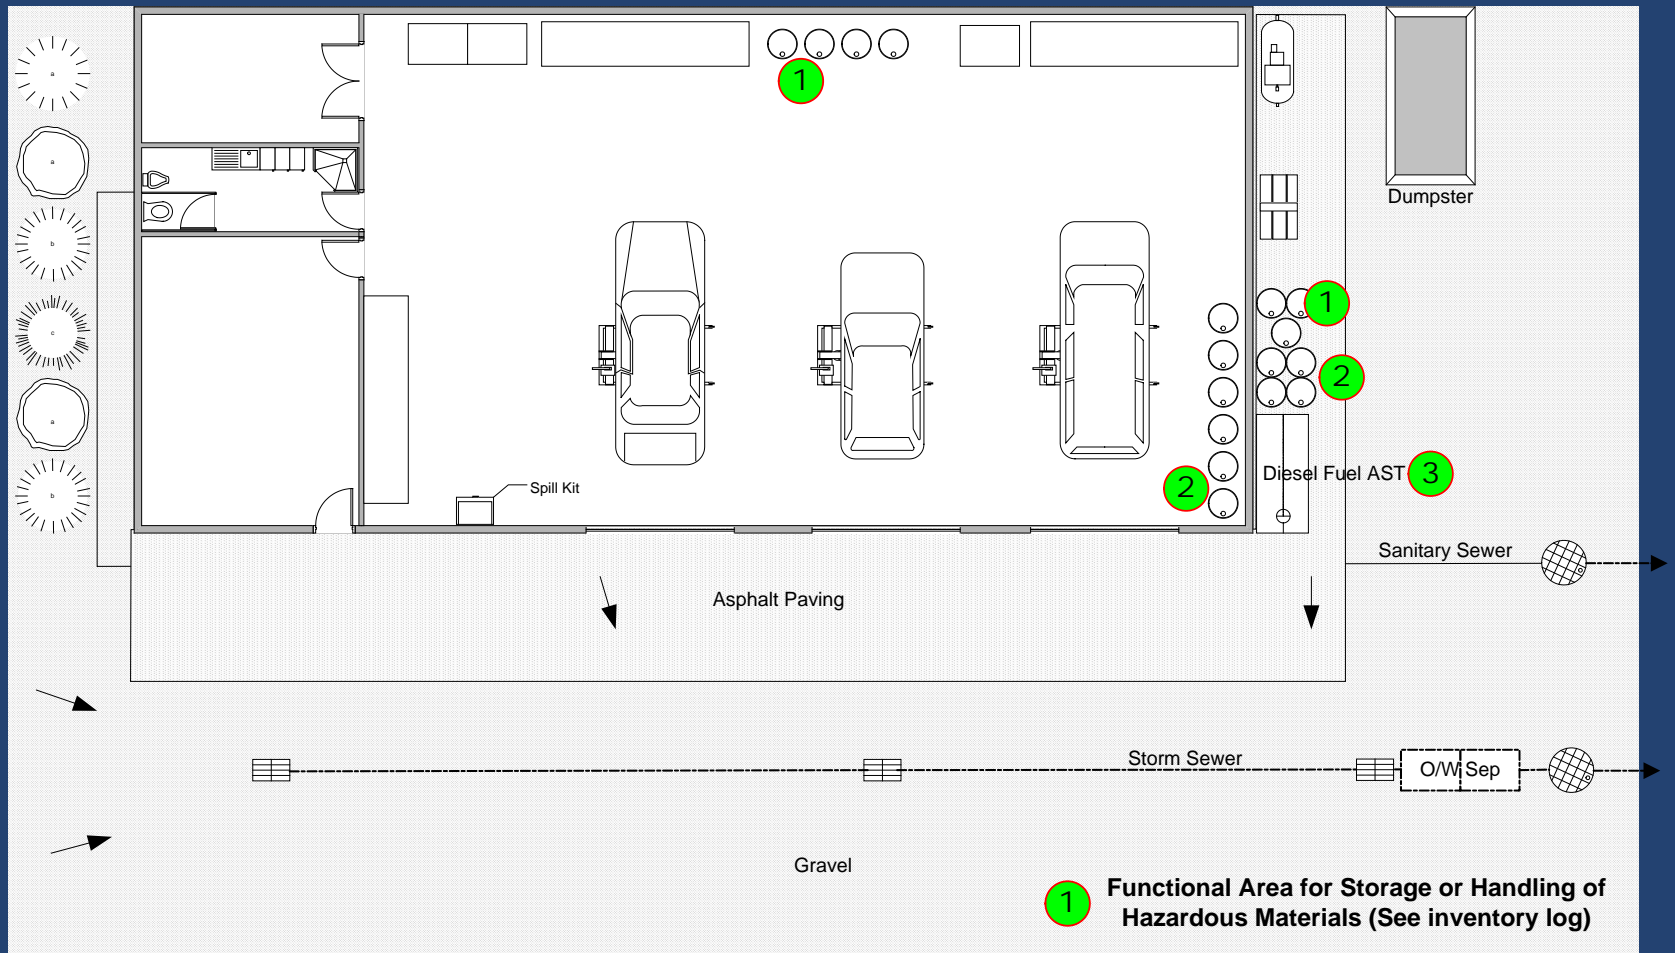 a
1
Dumpster
a
b
1
c
2
a
Diesel Fuel AST 3
2 Spill Kit
b
Sanitary Sewer
Asphalt Paving
Storm Sewer
O/W Sep
Gravel
1 Functional Area for Storage or Handling of
Hazardous Materials (See inventory log)